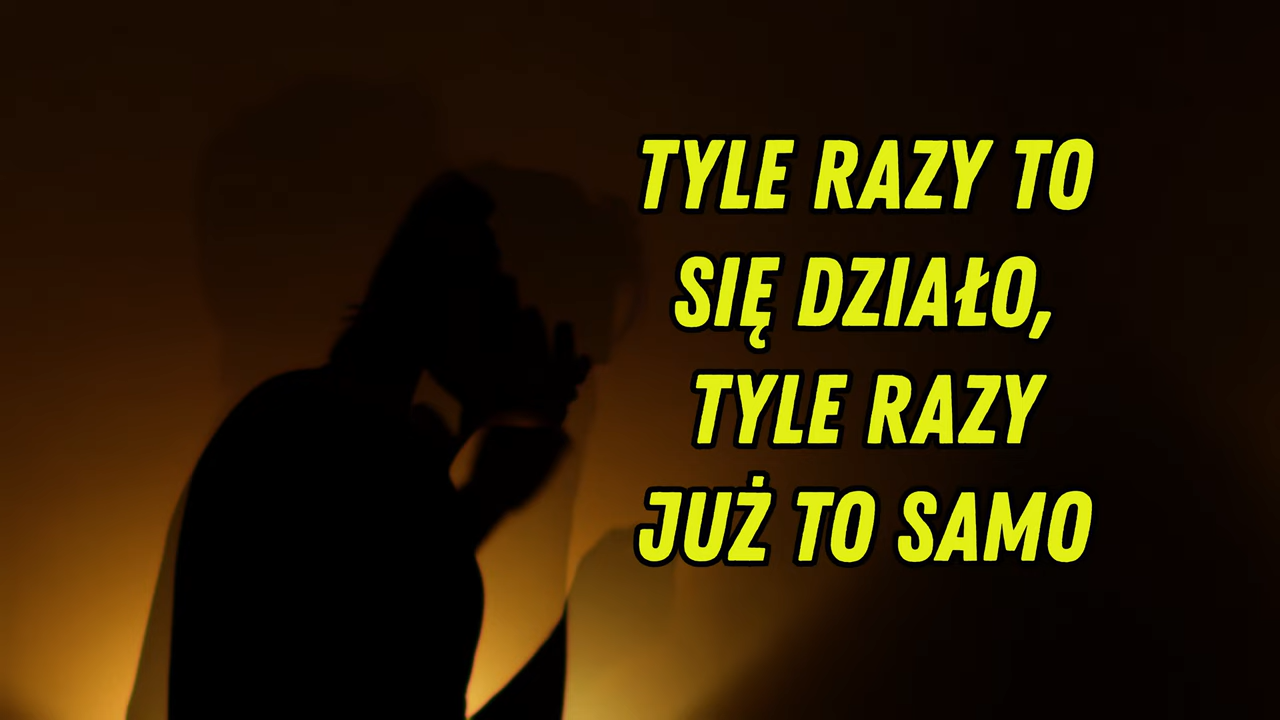 TYLE RAZY TO
SIĘ DZIAŁO,
TYLE RAZY
JUŻ TO SAMO